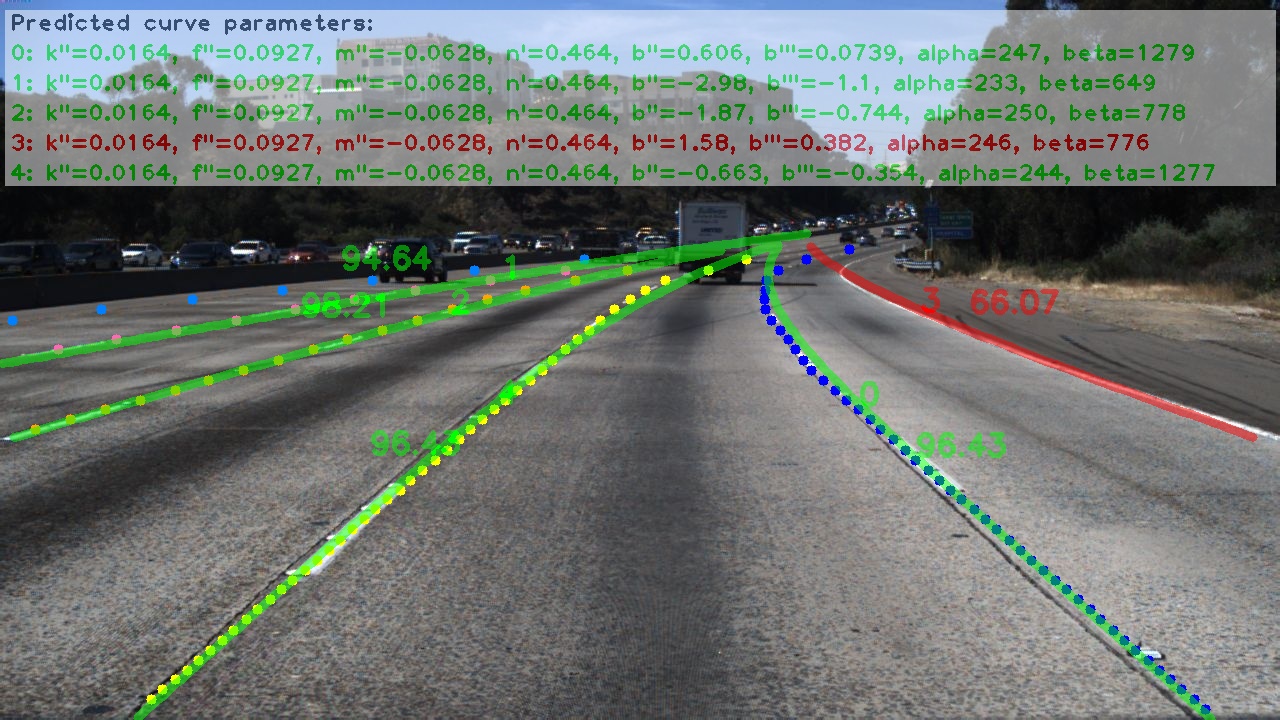 Predicted curve parameters:
0: k''=0.0164, f''=0.0927, m''=-0.0628, n'=0.464, b''=0.606, b'''=0.0739, alpha=247, beta=1279
1: k''=0.0164, f''=0.0927, m''=-0.0628, n'=0.464, b''=-2.98, b'''=-1.1, alpha=233, beta=649
2: k''=0.0164, f''=0.0927, m''=-0.0628, n'=0.464, b''=-1.87, b'''=-0.744, alpha=250, beta=778
3: k''=0.0164, f''=0.0927, m''=-0.0628, n'=0.464, b''=1.58, b'''=0.382, alpha=246, beta=776
4: k''=0.0164, f''=0.0927, m''=-0.0628, n'=0.464, b''=-0.663, b'''=-0.354, alpha=244, beta=1277
94.64
1
98.21
2
3
66.07
0
96.43